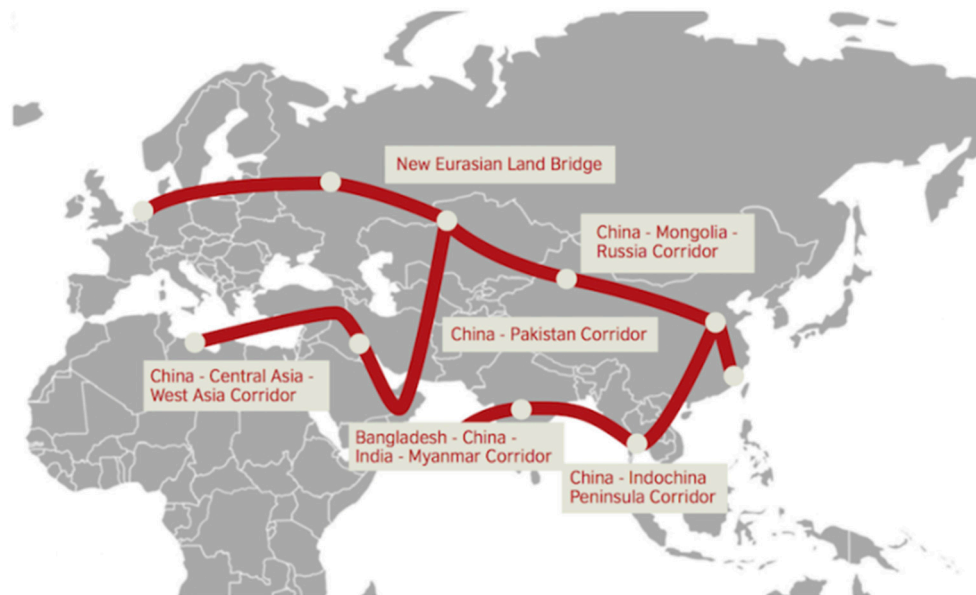 New Eurasian Land Bridge
China - Mongolia -
Russia Corridor
China - Pakistan Corridor
China - Central Asia -
West Asia Corridor
Bangladesh - China -
India - Myanmar Corridor
China - Indochina
Peninsula Corridor